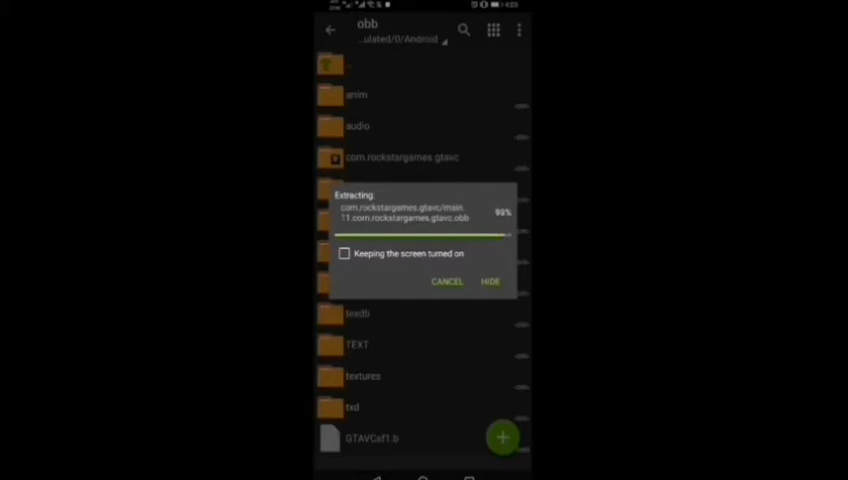 obb
...ulated/0/Android
..
anim
audio
com.rockstargames.gtavc
Extracting:
com.rockstargames.gtavc/main.
11.com.rockstargames.gtavc.obb
Keeping the screen turned on
CANCEL
HIDE
texdb
TEXT
textures
txd
GTAVCsf1.b